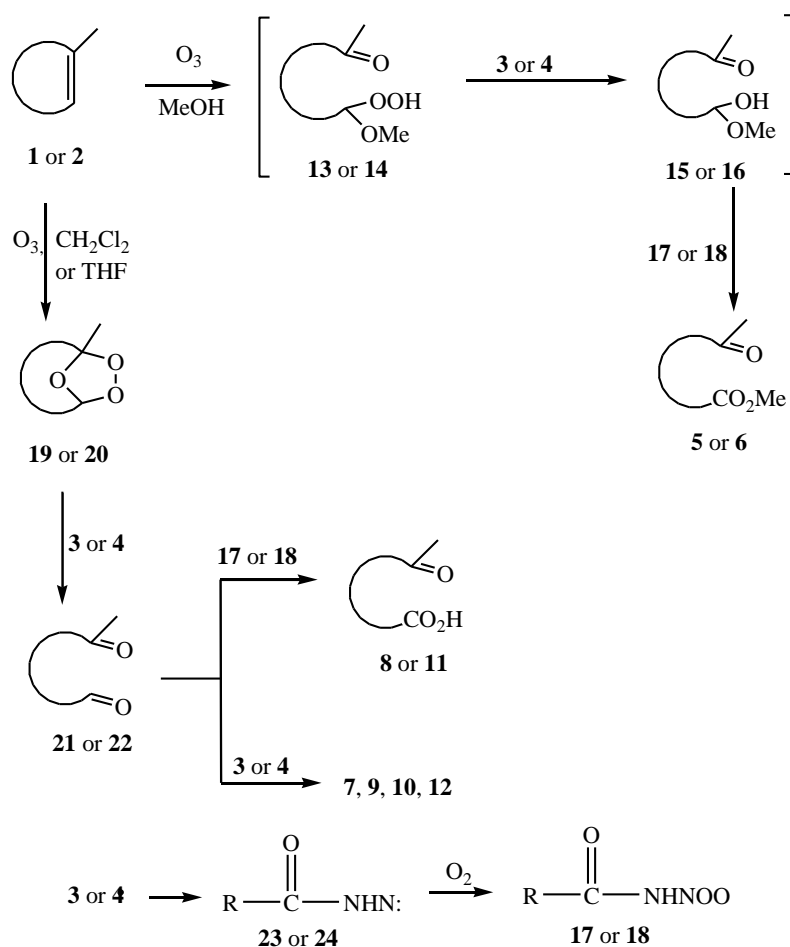 O3
MeOH
O
OOH
OMe
3 or 4
O
OH
OMe
1 or 2
13 or 14
15 or 16
O3, CH2Cl2
or THF
17 or 18
O
O
O
O
CO2Me
19 or 20
5 or 6
3 or 4
17 or 18
O
CO2H
O
O
8 or 11
21 or 22
3 or 4
7, 9, 10, 12
O
O
3 or 4
R
C
NHN:
O2
R
C
NHNOO
23 or 24
17 or 18